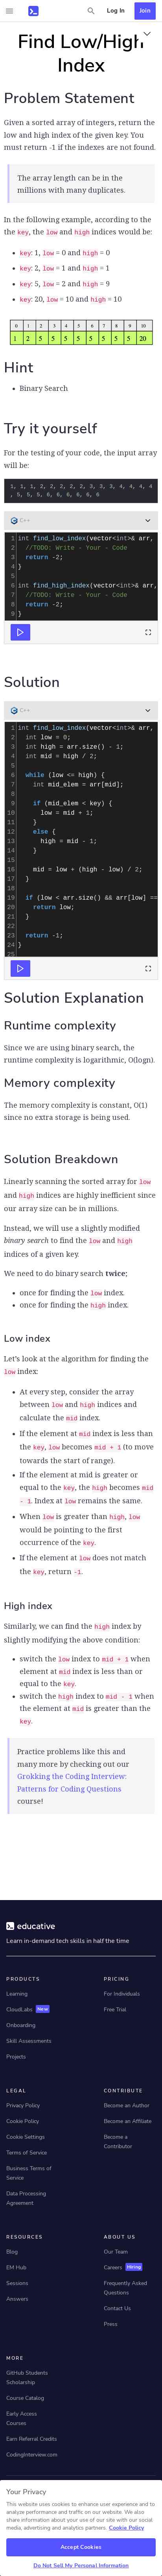 Log In
Join
Find Low/High
Index
Problem Statement
Given a sorted array of integers, return the
low and high index of the given key. You
must return -1 if the indexes are not found.
The array length can be in the
millions with many duplicates.
In the following example, according to the
the key, the low and high indices would be:
key: 1, low = 0 and high = 0
key: 2, low = 1 and high = 1
key: 5, low = 2 and high = 9
key: 20, low = 10 and high = 10
0 1 2 3 4 5 6 7 8 9 10
1 2 5 5 5 5 5 5 5 5 20
Hint
Binary Search
Try it yourself
For the testing of your code, the input array
will be:
1, 1, 1, 2, 2, 2, 2, 2, 3, 3, 3, 4, 4, 4, 4
, 5, 5, 5, 6, 6, 6, 6, 6, 6
C++
1 int find_low_index(vector<int>& arr,
2 //TODO: Write - Your - Code
3 return -2;
4 }
5
6 int find_high_index(vector<int>& arr,
7 //TODO: Write - Your - Code
8 return -2;
9 }
Solution
C++
1 int find_low_index(vector<int>& arr,
2 int low = 0;
3 int high = arr.size() - 1;
4 int mid = high / 2;
5
6 while (low <= high) {
7 int mid_elem = arr[mid];
8
9 if (mid_elem < key) {
10 low = mid + 1;
11 }
12 else {
13 high = mid - 1;
14 }
15
16 mid = low + (high - low) / 2;
17 }
18
19 if (low < arr.size() && arr[low] ==
20 return low;
21 }
22
23 return -1;
24 }
25
Solution Explanation
Runtime complexity
Since we are using binary search, the
runtime complexity is logarithmic, O(logn).
Memory complexity
The memory complexity is constant, O(1)
since no extra storage is being used.
Solution Breakdown
Linearly scanning the sorted array for low
and high indices are highly inefficient since
our array size can be in millions.
Instead, we will use a slightly modified
binary search to find the low and high
indices of a given key.
We need to do binary search twice;
once for finding the low index.
once for finding the high index.
Low index
Let’s look at the algorithm for finding the
low index:
At every step, consider the array
between low and high indices and
calculate the mid index.
If the element at mid index is less than
the key, low becomes mid + 1 (to move
towards the start of range).
If the element at mid is greater or
equal to the key, the high becomes mid
- 1. Index at low remains the same.
When low is greater than high, low
would be pointing to the first
occurrence of the key.
If the element at low does not match
the key, return -1.
High index
Similarly, we can find the high index by
slightly modifying the above condition:
switch the low index to mid + 1 when
element at mid index is less than or
equal to the key.
switch the high index to mid - 1 when
the element at mid is greater than the
key.
Practice problems like this and
many more by checking out our
Grokking the Coding Interview:
Patterns for Coding Questions
course!
educative
Learn in-demand tech skills in half the time
PRODUCTS
Learning
CloudLabs New
Onboarding
Skill Assessments
Projects
PRICING
For Individuals
Free Trial
LEGAL
Privacy Policy
Cookie Policy
Cookie Settings
Terms of Service
Business Terms of
Service
Data Processing
Agreement
CONTRIBUTE
Become an Author
Become an Affiliate
Become a
Contributor
RESOURCES
Blog
EM Hub
Sessions
Answers
ABOUT US
Our Team
Careers Hiring
Frequently Asked
Questions
Contact Us
Press
MORE
GitHub Students
Scholarship
Course Catalog
Early Access
Courses
Earn Referral Credits
CodingInterview.com
Your Privacy
This website uses cookies to enhance user experience and to
analyze performance and traffic on our website. We also share
information about your use of our site with our social media,
advertising, and analytics partners. Cookie Policy
Accept Cookies
Do Not Sell My Personal Information